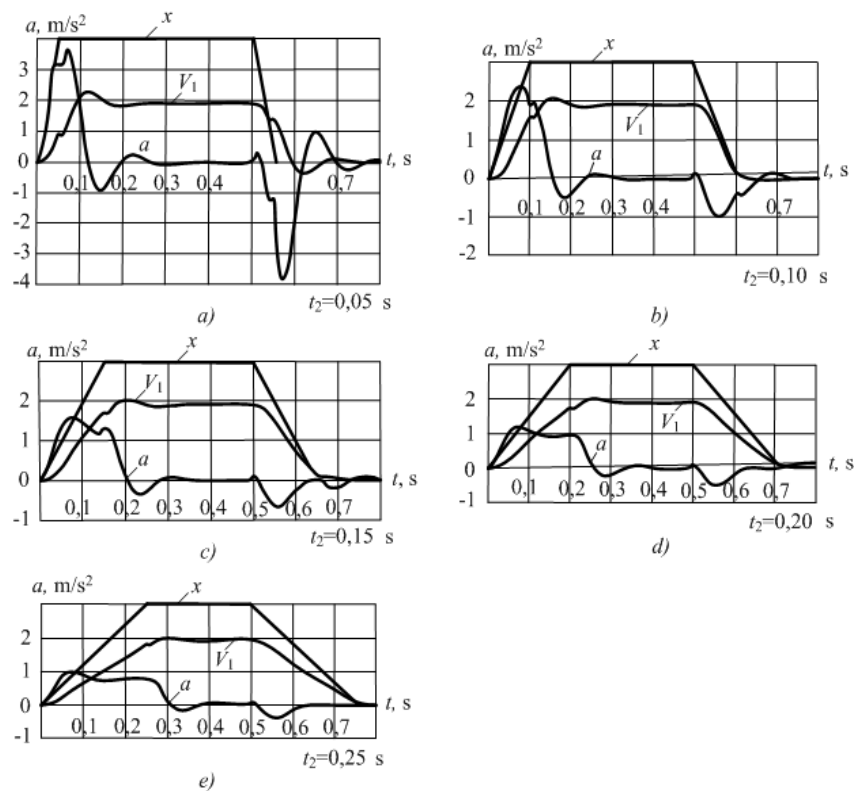 a, m/s²
x
3
2
1
0
-1
-2
-3
-4
V₁
a
t, s
0,1 0,2 0,3 0,4 0,7
t₂=0,05 s
a)
a, m/s²
x
2
1
0
-1
-2
V₁
a
t, s
0,1 0,2 0,3 0,4 0,7
t₂=0,10 s
b)
a, m/s²
x
2
1
0
-1
V₁
a
t, s
0,1 0,2 0,3 0,4 0,5 0,6 0,7
t₂=0,15 s
c)
a, m/s²
x
2
1
0
-1
V₁
a
t, s
0,1 0,2 0,3 0,4 0,5 0,6 0,7
t₂=0,20 s
d)
a, m/s²
x
2
1
0
-1
V₁
a
t, s
0,1 0,2 0,3 0,4 0,5 0,6 0,7
t₂=0,25 s
e)